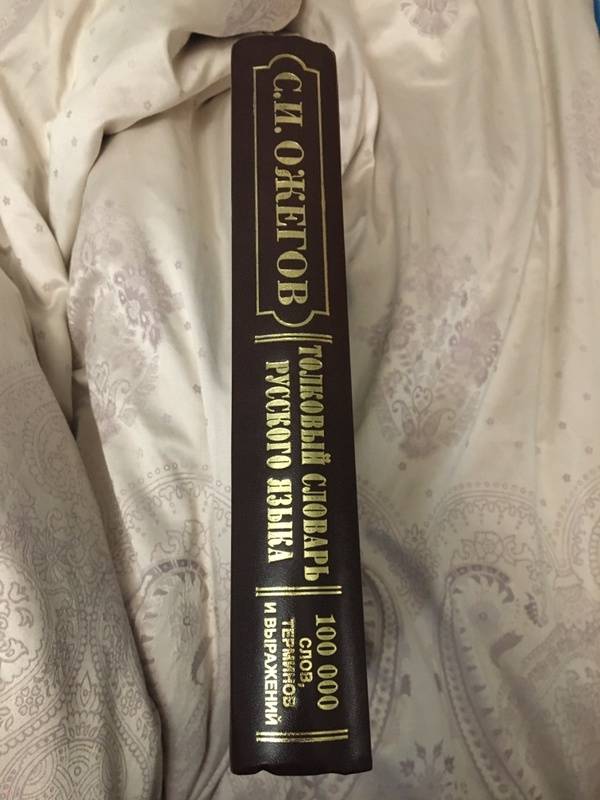 С.И. ОЖЕГОВ
ТОЛКОВЫЙ СЛОВАРЬ
РУССКОГО ЯЗЫКА
100 000
СЛОВ,
ТЕРМИНОВ
И ВЫРАЖЕНИЙ